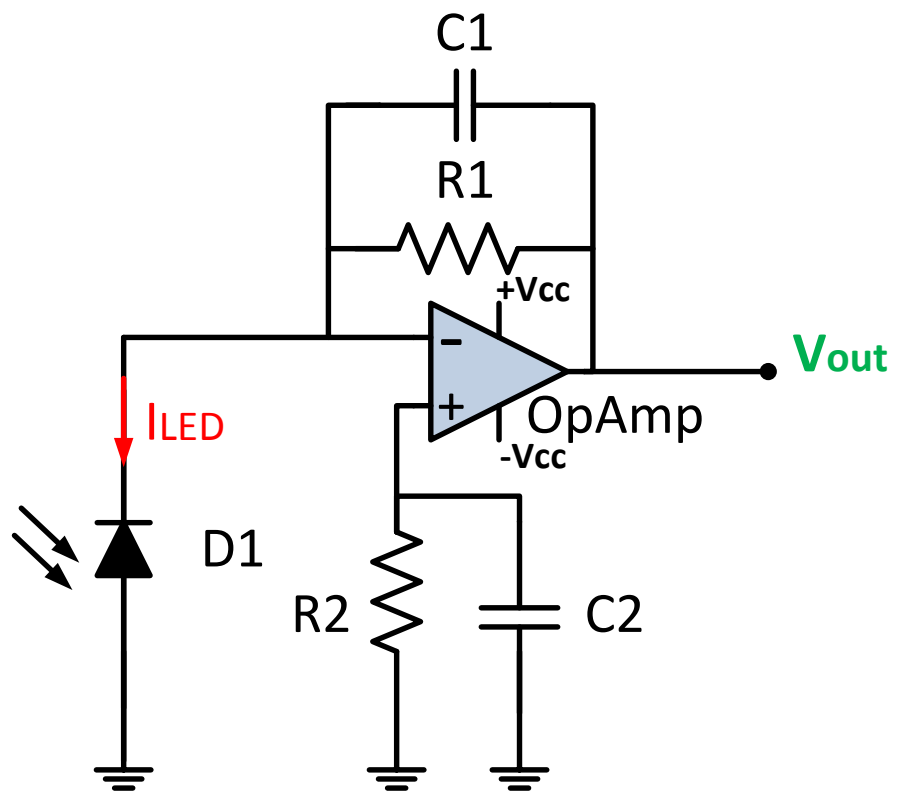 C1
R1
+Vcc
-
Vout
+
OpAmp
ILED
-Vcc
D1
R2
C2